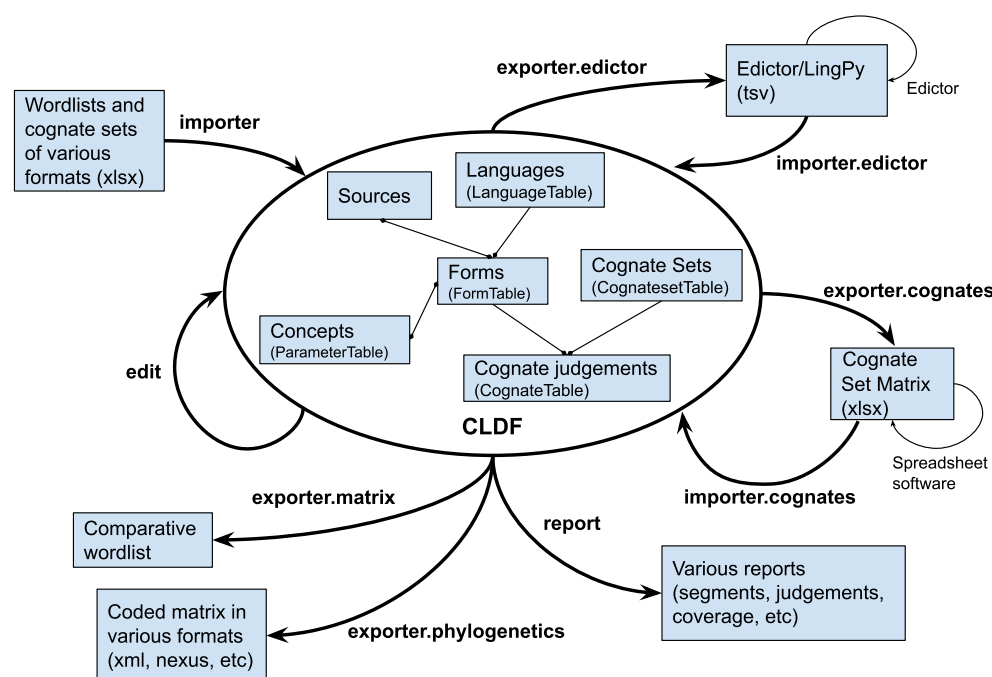 Wordlists and
cognate sets
of various
formats (xlsx)
importer
exporter.edictor
Edictor/LingPy
(tsv)
Edictor
importer.edictor
Sources
Languages
(LanguageTable)
Forms
(FormTable)
Cognate Sets
(CognatesetTable)
Concepts
(ParameterTable)
Cognate judgements
(CognateTable)
CLDF
edit
exporter.cognates
Cognate
Set Matrix
(xlsx)
Spreadsheet
software
importer.cognates
exporter.matrix
Comparative
wordlist
report
Various reports
(segments, judgements,
coverage, etc)
Coded matrix in
various formats
(xml, nexus, etc)
exporter.phylogenetics